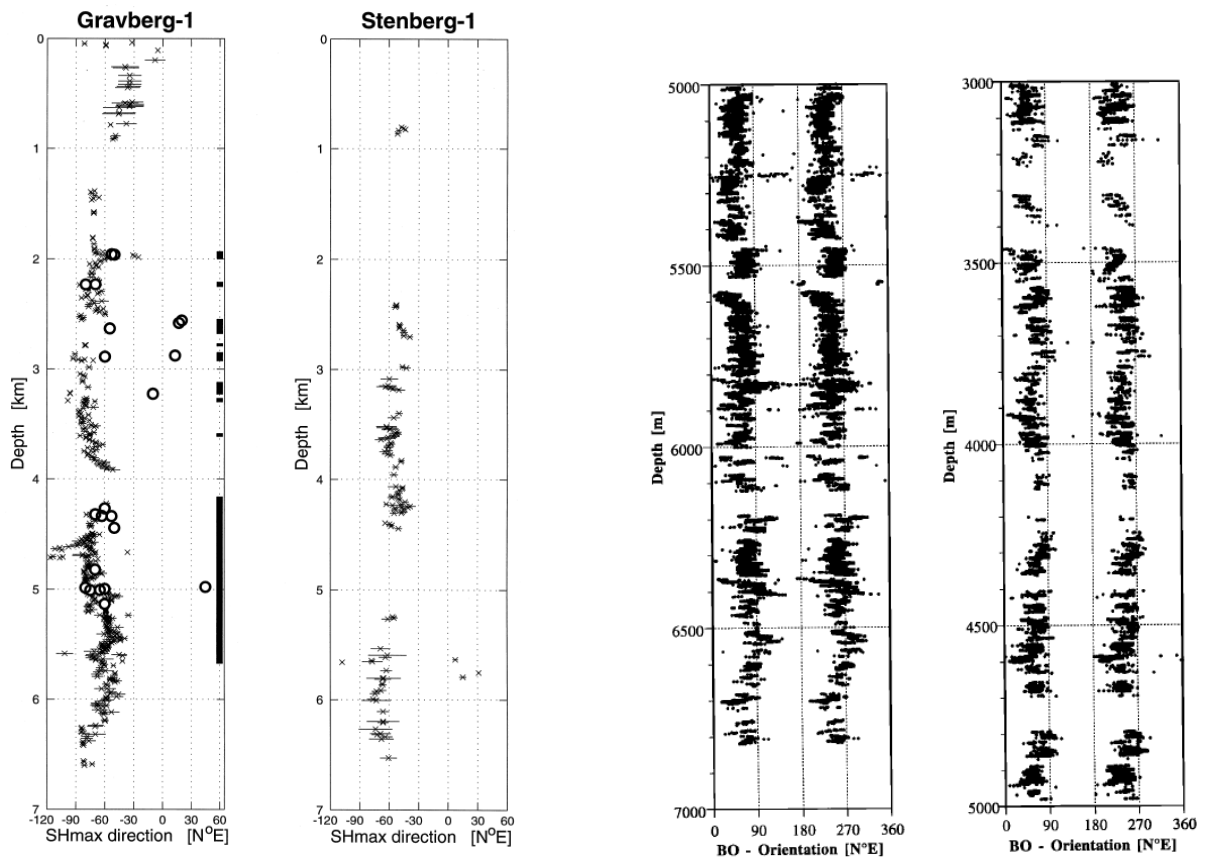 Gravberg-1
Stenberg-1
0
1
2
3
4
5
6
7
Depth [km]
-120 -90 -60 -30 0 30 60
SHmax direction [N°E]
0
1
2
3
4
5
6
7
Depth [km]
-120 -90 -60 -30 0 30 60
SHmax direction [N°E]
5000
5500
6000
6500
7000
Depth [m]
0 90 180 270 360
BO - Orientation [N°E]
3000
3500
4000
4500
5000
Depth [m]
0 90 180 270 360
BO - Orientation [N°E]